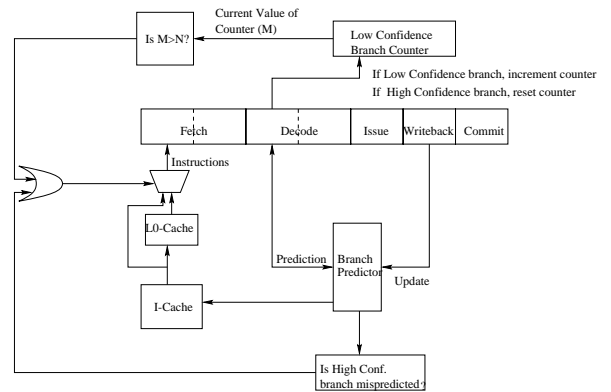 Current Value of
Counter (M)
Is M>N?
Low Confidence
Branch Counter
If Low Confidence branch, increment counter
If High Confidence branch, reset counter
Fetch
Decode
Issue
Writeback
Commit
Instructions
L0-Cache
Prediction
Branch
Predictor
Update
I-Cache
Is High Conf.
branch mispredicted?